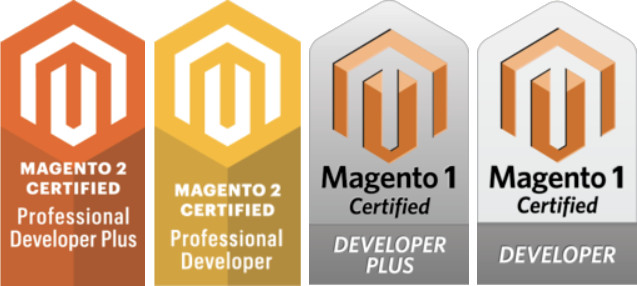 MAGENTO 2
CERTIFIED
Professional
Developer Plus
MAGENTO 2
CERTIFIED
Professional
Developer
Magento 1
Certified
DEVELOPER
PLUS
Magento 1
Certified
DEVELOPER